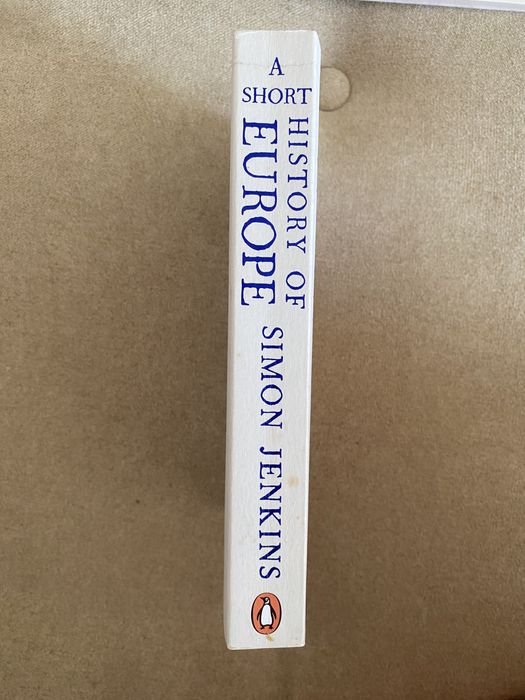 A
SHORT
HISTORY OF
EUROPE
SIMON JENKINS